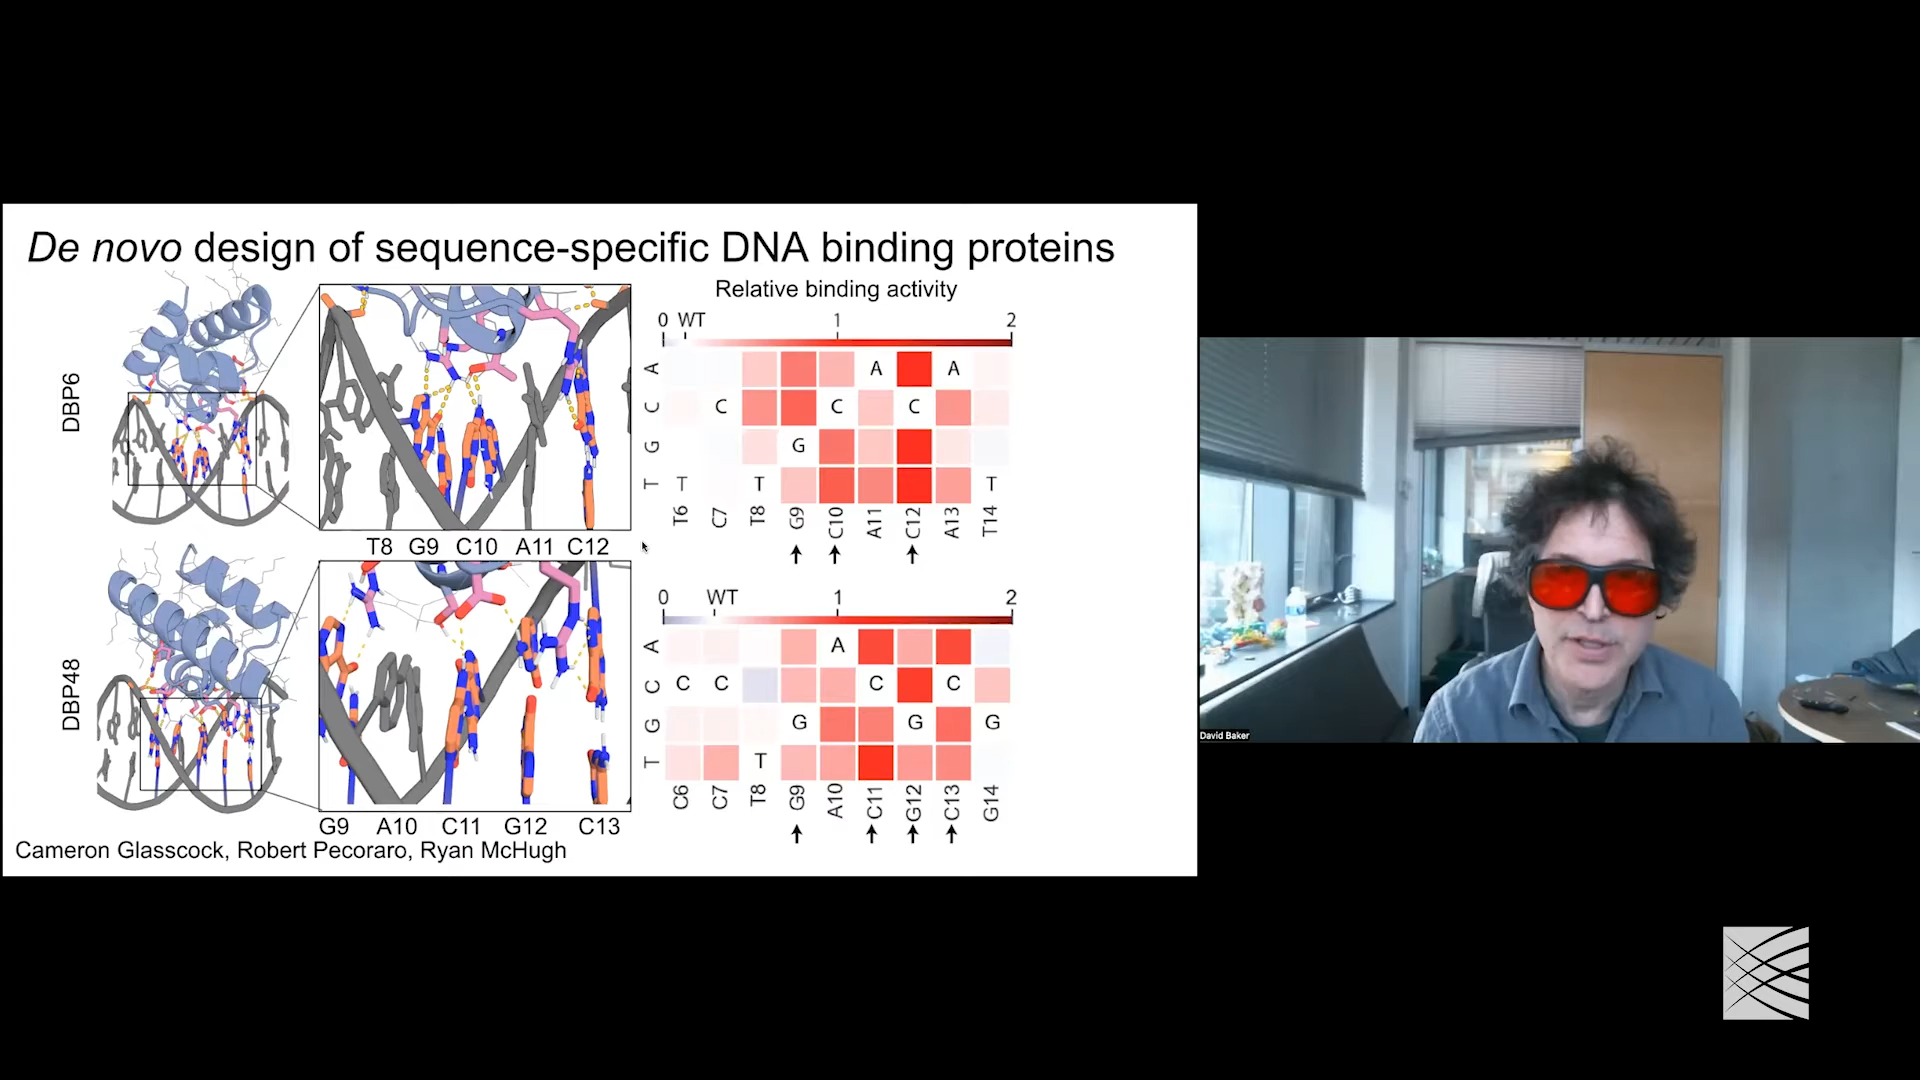 De novo design of sequence-specific DNA binding proteins
Relative binding activity
DBP6
0 WT 1 2
A A A
C C C C
G G
T T T T
T6 C7 T8 G9 C10 A11 C12 A13 T14
T8 G9 C10 A11 C12
DBP48
0 WT 1 2
A A
C C C C C
G G G G
T T
C6 C7 T8 G9 A10 C11 G12 C13 G14
G9 A10 C11 G12 C13
Cameron Glasscock, Robert Pecoraro, Ryan McHugh
David Baker